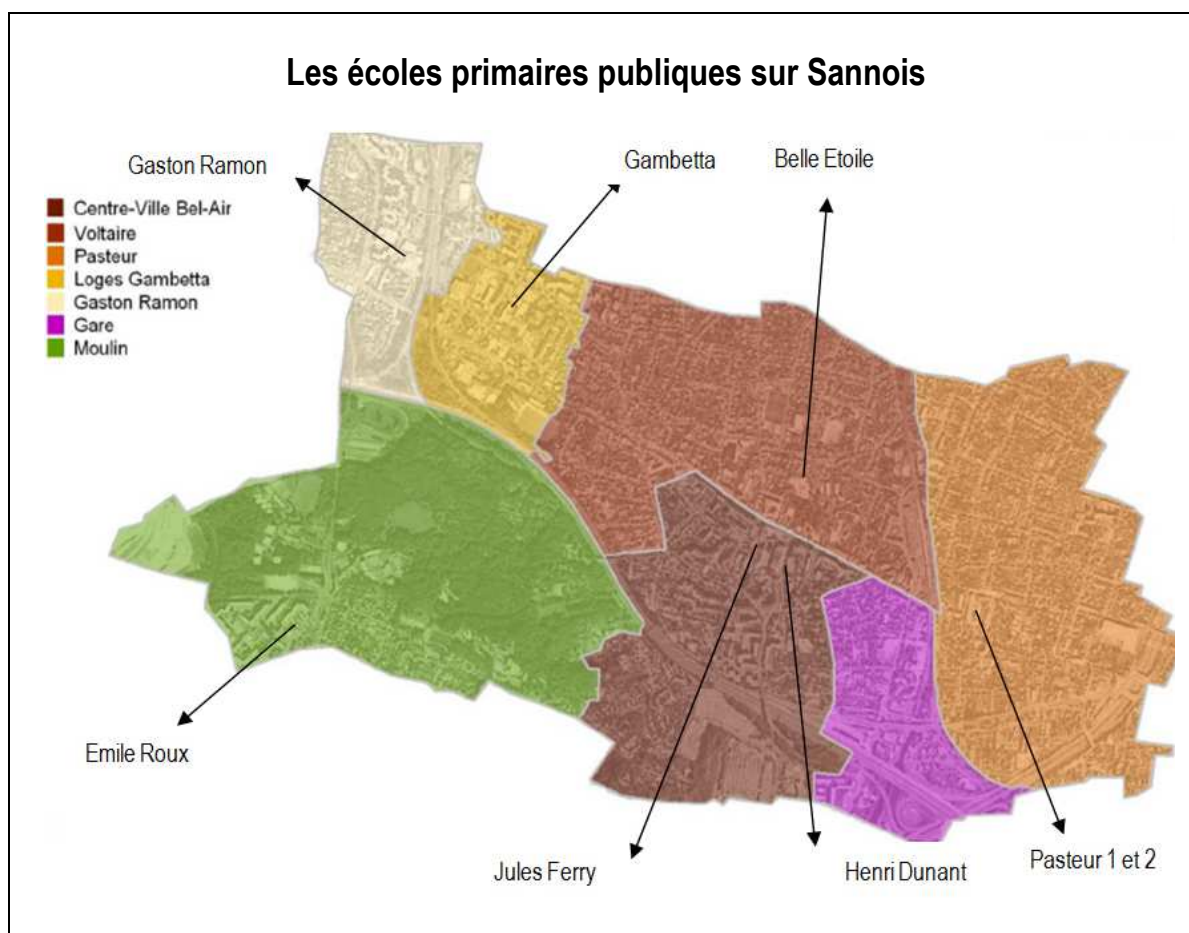 Les écoles primaires publiques sur Sannois
Gaston Ramon
Gambetta
Belle Etoile
Centre-Ville Bel-Air
Voltaire
Pasteur
Loges Gambetta
Gaston Ramon
Gare
Moulin
Emile Roux
Jules Ferry
Henri Dunant
Pasteur 1 et 2